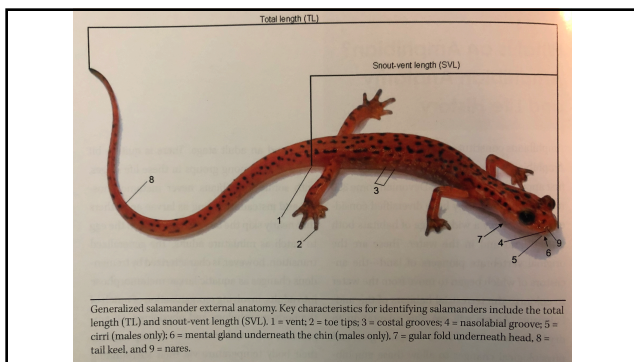 Total length (TL)
Snout-vent length (SVL)
8
3
1
2
7
4
9
6
5
Generalized salamander external anatomy. Key characteristics for identifying salamanders include the total
length (TL) and snout-vent length (SVL). 1 = vent; 2 = toe tips; 3 = costal grooves; 4 = nasolabial groove; 5 =
cirri (males only); 6 = mental gland underneath the chin (males only), 7 = gular fold underneath head, 8 =
tail keel, and 9 = nares.